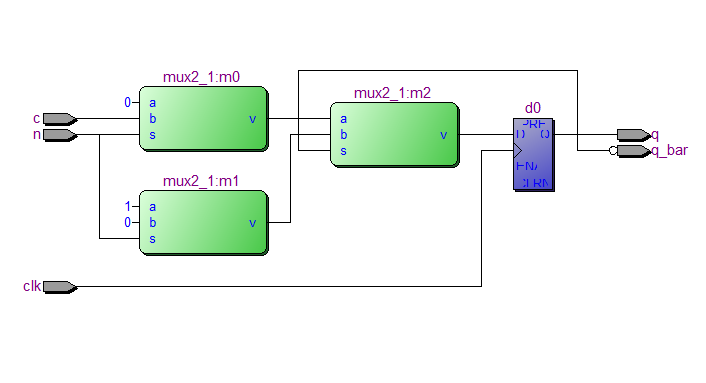 mux2_1:m0
0 a
c b v
n s
mux2_1:m1
1 a
0 b v
s
mux2_1:m2
a
b v
s
d0
PRE
D Q
ENA
CLRN
q
q_bar
clk